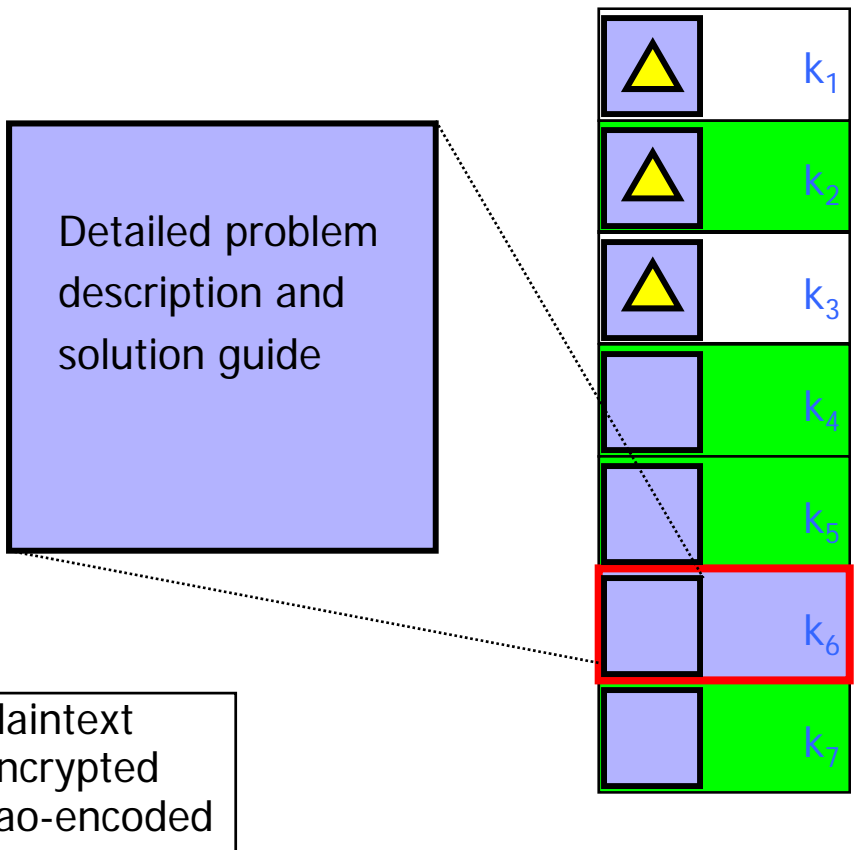 Detailed problem
description and
solution guide
k₁
k₂
k₃
k₄
k₅
k₆
k₇
laintext
ncrypted
ao-encoded